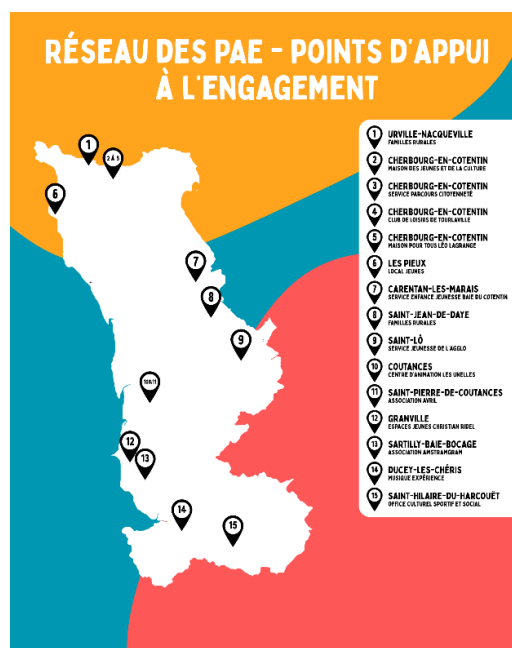 RÉSEAU DES PAE - POINTS D'APPUI
À L'ENGAGEMENT
1
2 À 5
6
7
8
9
10&11
12
13
14
15
1 URVILLE-NACQUEVILLE
FAMILLES RURALES
2 CHERBOURG-EN-COTENTIN
MAISON DES JEUNES ET DE LA CULTURE
3 CHERBOURG-EN-COTENTIN
SERVICE PARCOURS CITOYENNETÉ
4 CHERBOURG-EN-COTENTIN
CLUB DE LOISIRS DE TOURLAVILLE
5 CHERBOURG-EN-COTENTIN
MAISON POUR TOUS LÉO LAGRANGE
6 LES PIEUX
LOCAL JEUNES
7 CARENTAN-LES-MARAIS
SERVICE ENFANCE JEUNESSE BAIE DU COTENTIN
8 SAINT-JEAN-DE-DAYE
FAMILLES RURALES
9 SAINT-LÔ
SERVICE JEUNESSE DE L'AGGLO
10 COUTANCES
CENTRE D'ANIMATION LES UNELLES
11 SAINT-PIERRE-DE-COUTANCES
ASSOCIATION AVRIL
12 GRANVILLE
ESPACES JEUNES CHRISTIAN RIBEL
13 SARTILLY-BAIE-BOCAGE
ASSOCIATION AMSTRAMGRAM
14 DUCEY-LES-CHÉRIS
MUSIQUE EXPÉRIENCE
15 SAINT-HILAIRE-DU-HARCOUËT
OFFICE CULTUREL SPORTIF ET SOCIAL